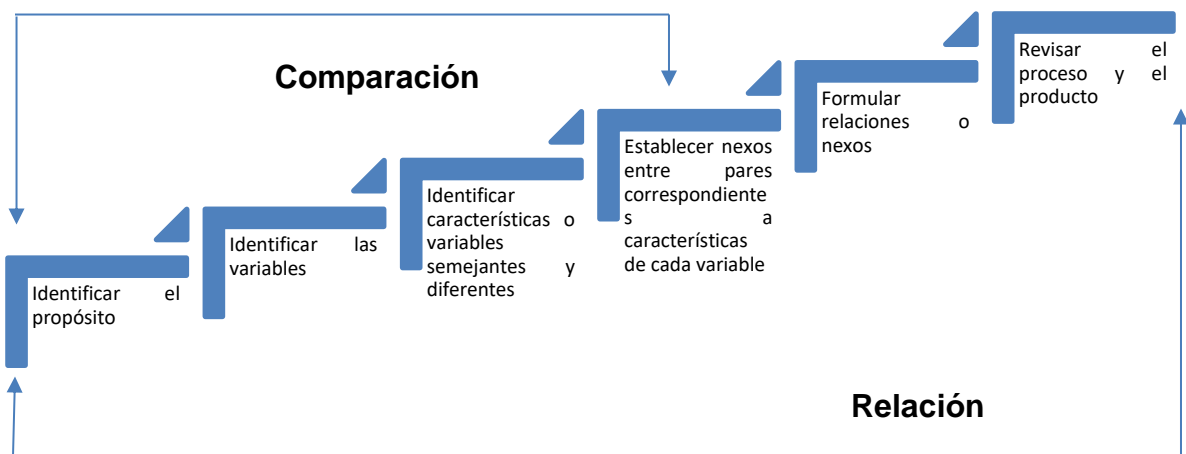 Comparación
Identificar el
propósito
Identificar las
variables
Identificar
características o
variables
semejantes y
diferentes
Establecer nexos
entre pares
correspondiente
s a
características
de cada variable
Formular
relaciones o
nexos
Revisar el
proceso y el
producto
Relación